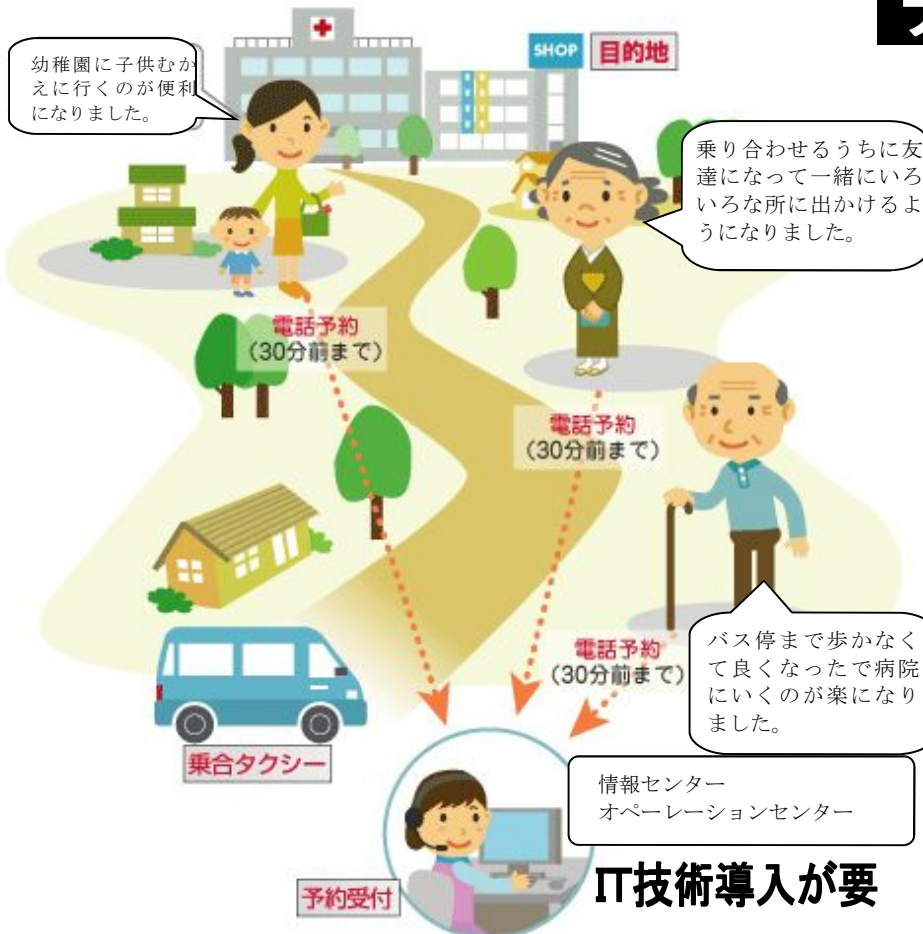 幼稚園に子供むか
えに行くのが便利
になりました。
SHOP
目的地
乗り合わせるうちに友
達になって一緒にいろ
いろな所に出かけるよ
うになりました。
電話予約
(30分前まで)
電話予約
(30分前まで)
電話予約
(30分前まで)
バス停まで歩かなく
て良くなったで病院
にいくのが楽になり
ました。
乗合タクシー
情報センター
オペーレーションセンター
予約受付
IT技術導入が要